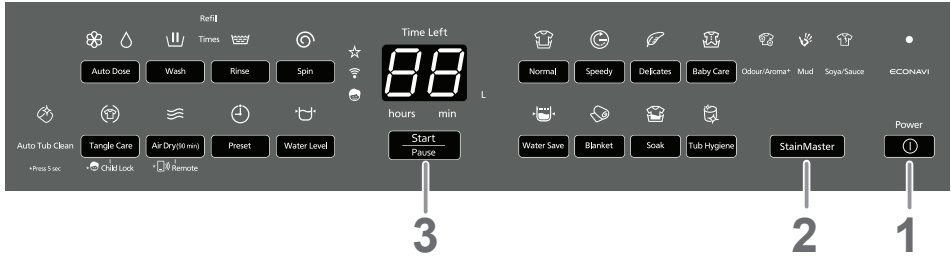 Refill
Times
Auto Dose
Wash
Rinse
Spin
Time Left
88
L
hours min
Start
Pause
Normal
Speedy
Delicates
Baby Care
Odour/Aroma+
Mud
Soya/Sauce
ECONAVI
Auto Tub Clean
*Press 5 sec
Tangle Care
Air Dry(90 min)
Preset
Water Level
* Child Lock
* Remote
Water Save
Blanket
Soak
Tub Hygiene
StainMaster
Power
3
2
1